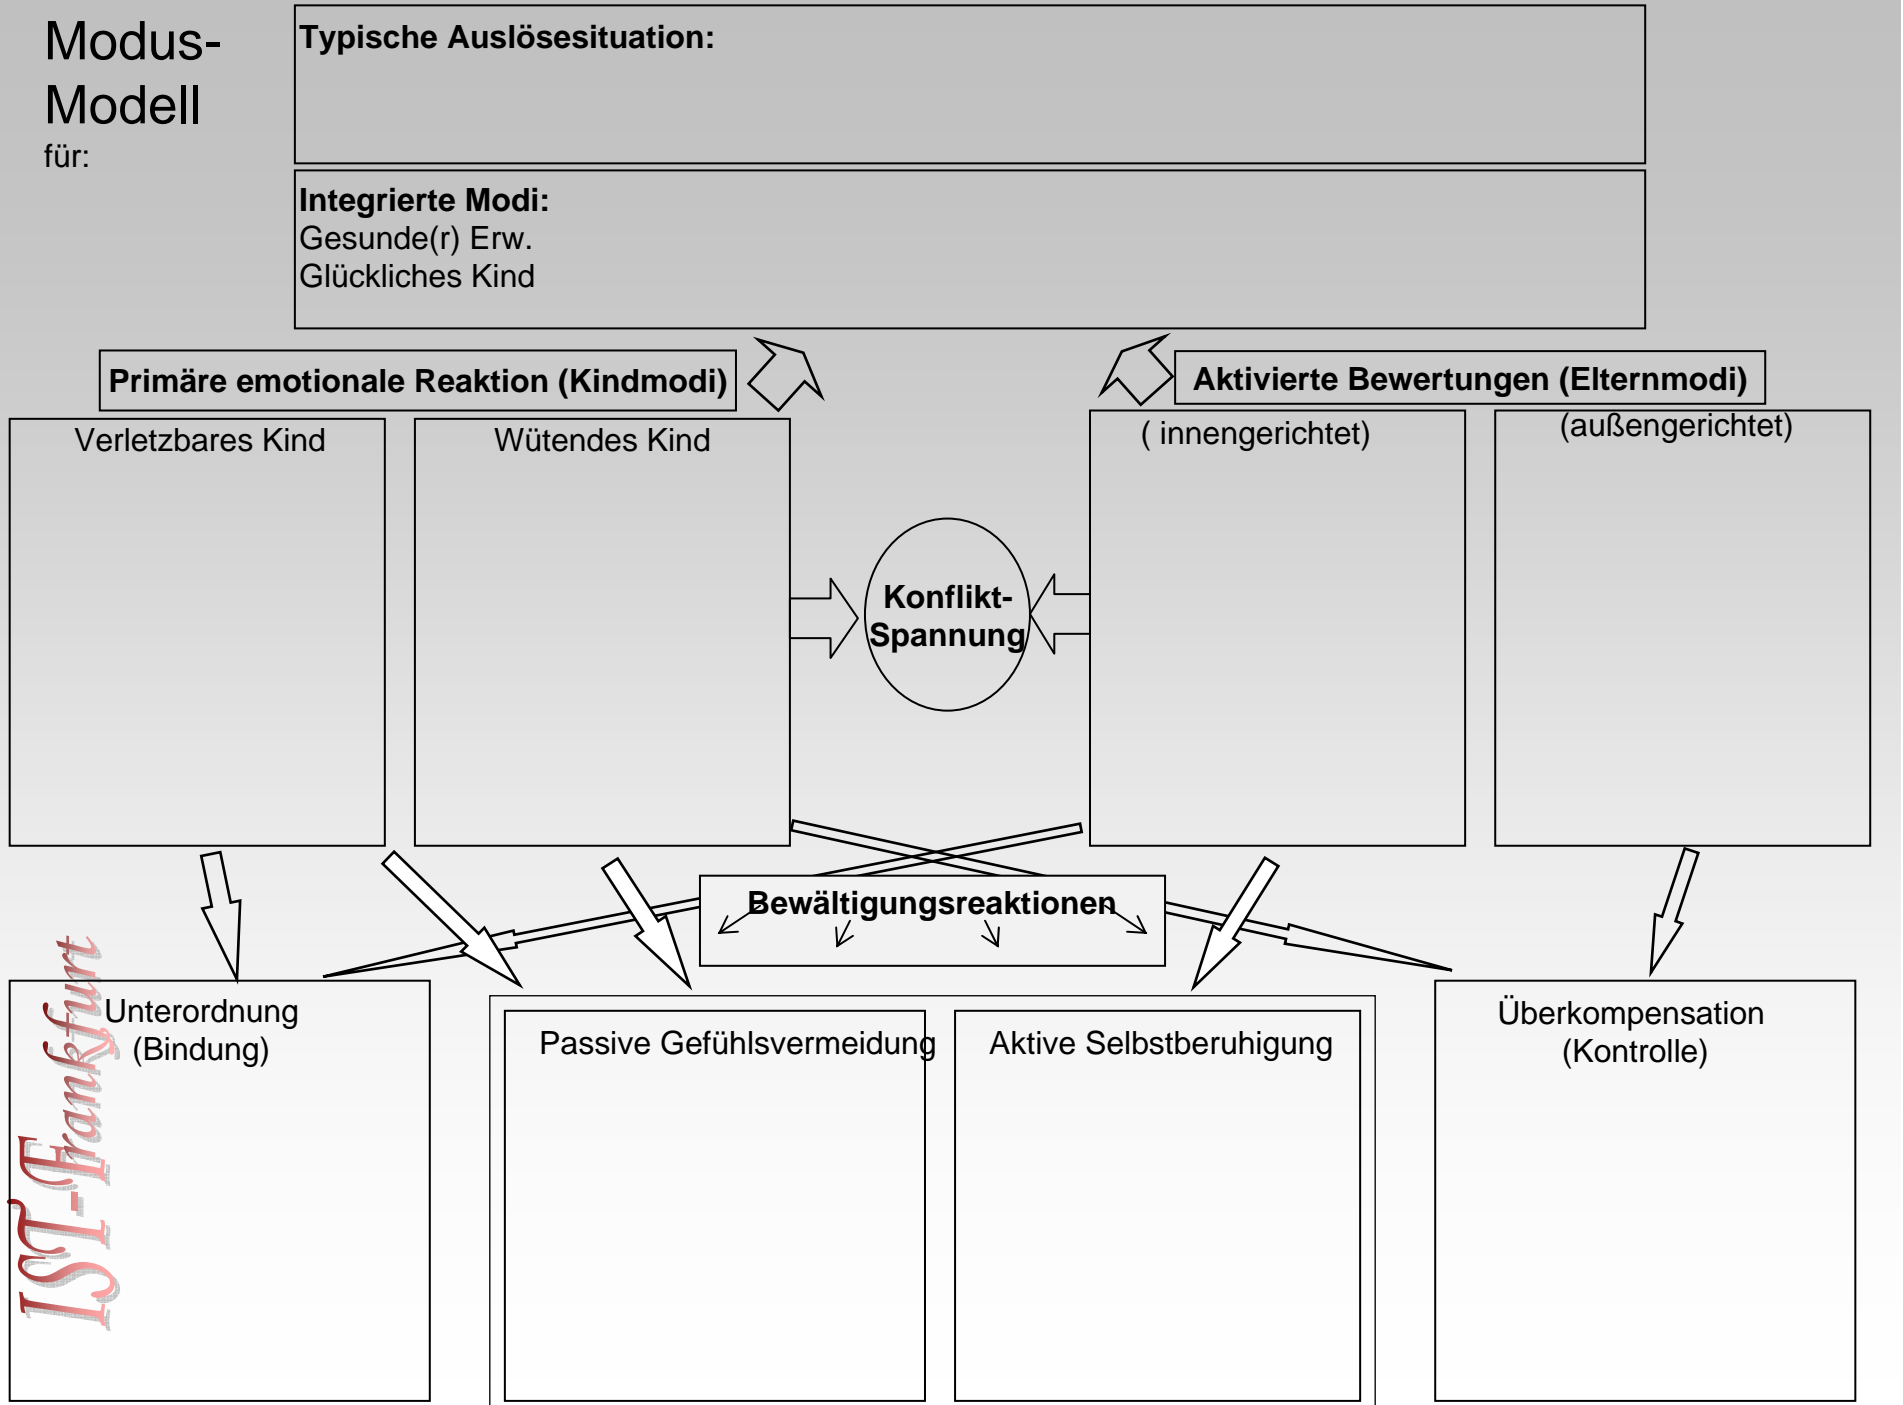 Modus-
Modell
für:
Typische Auslösesituation:
Integrierte Modi:
Gesunde(r) Erw.
Glückliches Kind
Primäre emotionale Reaktion (Kindmodi)
Aktivierte Bewertungen (Elternmodi)
Verletzbares Kind
Wütendes Kind
( innengerichtet)
(außengerichtet)
Konflikt-
Spannung
Bewältigungsreaktionen
Unterordnung
(Bindung)
Passive Gefühlsvermeidung
Aktive Selbstberuhigung
Überkompensation
(Kontrolle)
IST-Frankfurt